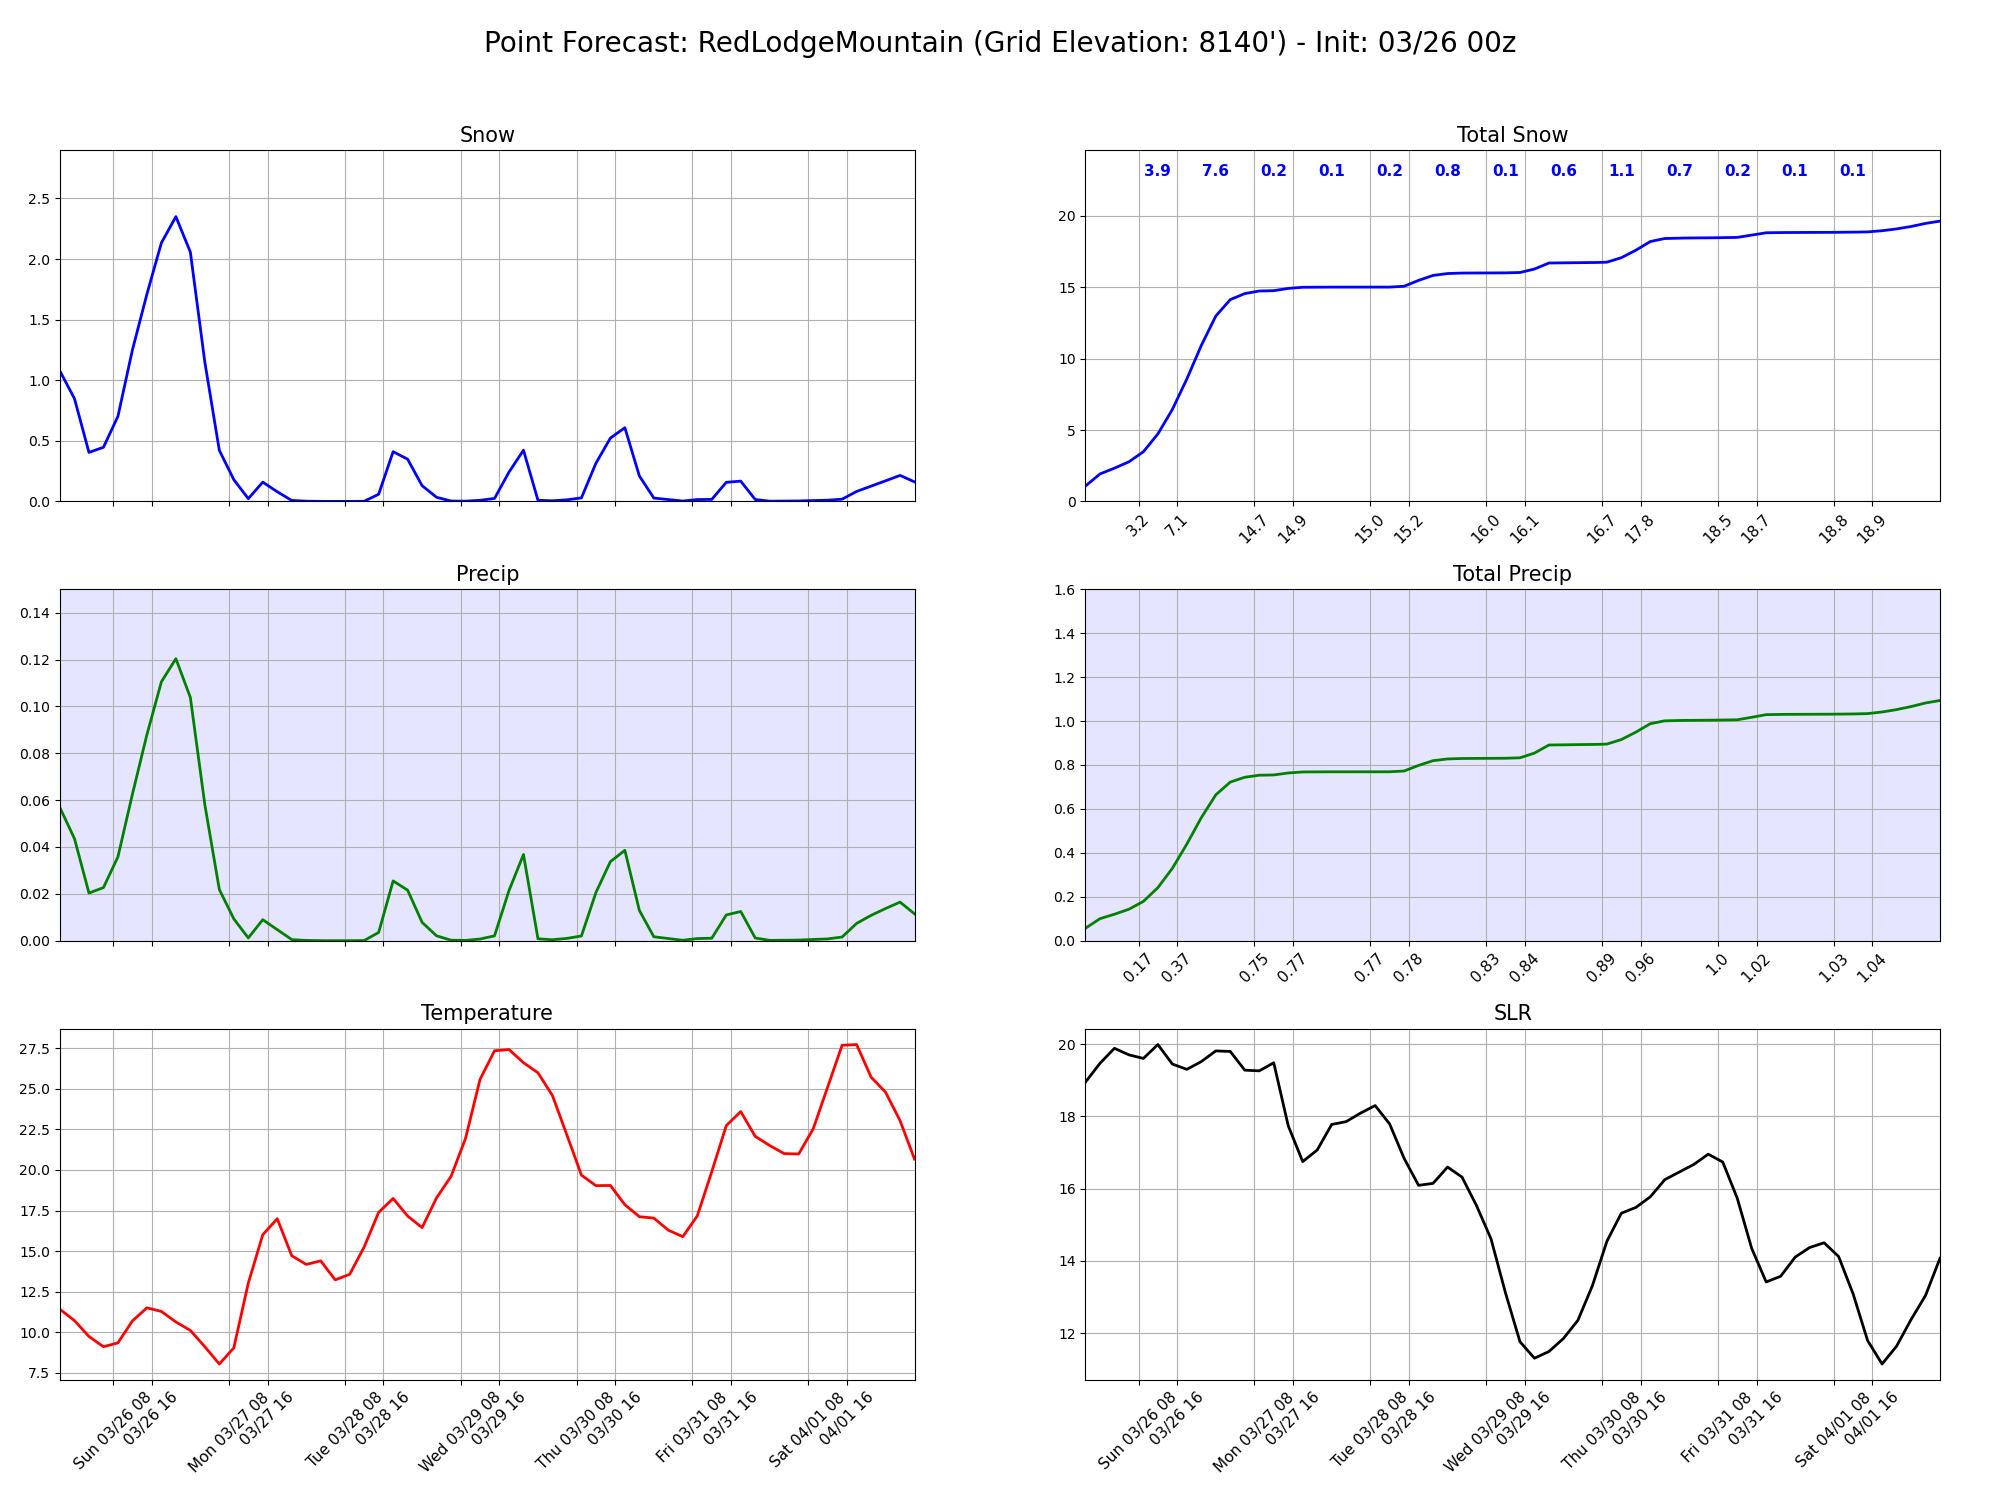 Point Forecast: RedLodgeMountain (Grid Elevation: 8140') - Init: 03/26 00z
Snow
2.5
2.0
1.5
1.0
0.5
0.0
Total Snow
3.9 7.6 0.2 0.1 0.2 0.8 0.1 0.6 1.1 0.7 0.2 0.1 0.1
20
15
10
5
0
3.2 7.1 14.7 14.9 15.0 15.2 16.0 16.1 16.7 17.8 18.5 18.7 18.8 18.9
Precip
0.14
0.12
0.10
0.08
0.06
0.04
0.02
0.00
Total Precip
1.6
1.4
1.2
1.0
0.8
0.6
0.4
0.2
0.0
0.17 0.37 0.75 0.77 0.77 0.78 0.83 0.84 0.89 0.96 1.0 1.02 1.03 1.04
Temperature
27.5
25.0
22.5
20.0
17.5
15.0
12.5
10.0
7.5
Sun 03/26 08
03/26 16
Mon 03/27 08
03/27 16
Tue 03/28 08
03/28 16
Wed 03/29 08
03/29 16
Thu 03/30 08
03/30 16
Fri 03/31 08
03/31 16
Sat 04/01 08
04/01 16
SLR
20
18
16
14
12
Sun 03/26 08
03/26 16
Mon 03/27 08
03/27 16
Tue 03/28 08
03/28 16
Wed 03/29 08
03/29 16
Thu 03/30 08
03/30 16
Fri 03/31 08
03/31 16
Sat 04/01 08
04/01 16